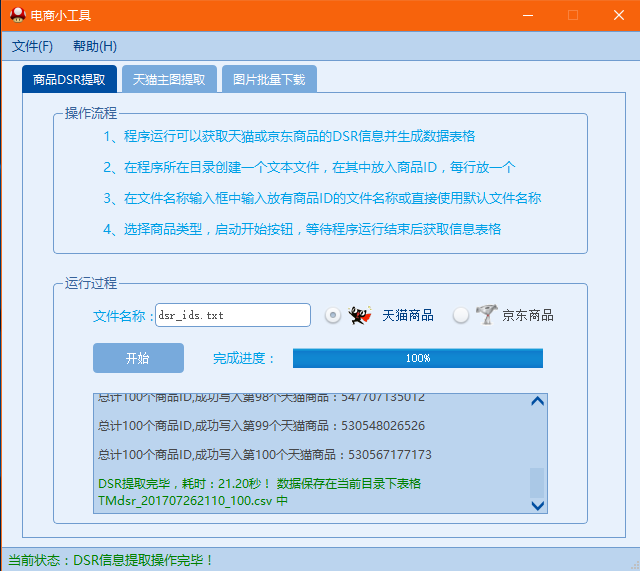 电商小工具
文件(F) 帮助(H)
商品DSR提取 天猫主图提取 图片批量下载
操作流程
1、程序运行可以获取天猫或京东商品的DSR信息并生成数据表格
2、在程序所在目录创建一个文本文件，在其中放入商品ID，每行放一个
3、在文件名称输入框中输入放有商品ID的文件名称或直接使用默认文件名称
4、选择商品类型，启动开始按钮，等待程序运行结束后获取信息表格
运行过程
文件名称： dsr_ids.txt 天猫商品 京东商品
开始 完成进度： 100%
总计100个商品ID,成功写入第98个天猫商品：547707135012
总计100个商品ID,成功写入第99个天猫商品：530548026526
总计100个商品ID,成功写入第100个天猫商品：530567177173
DSR提取完毕，耗时：21.20秒！ 数据保存在当前目录下表格
TMdsr_201707262110_100.csv 中
当前状态：DSR信息提取操作完毕！